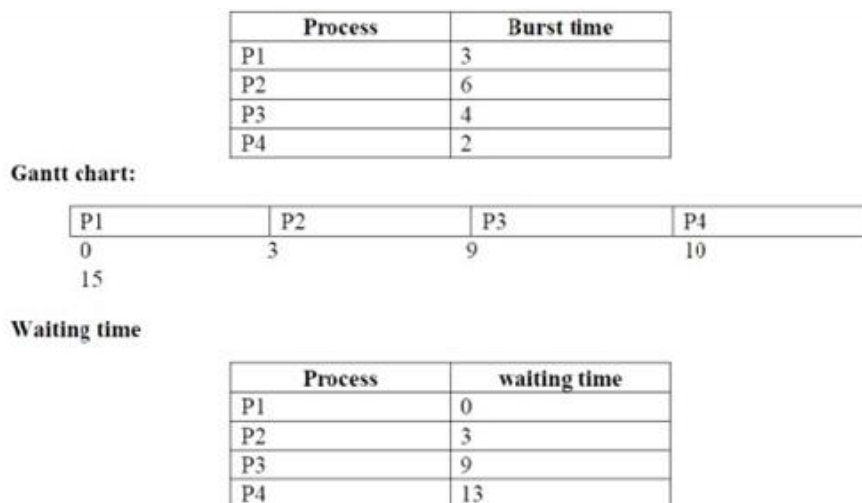 Process Burst time
P1 3
P2 6
P3 4
P4 2
Gantt chart:
P1 P2 P3 P4
0 3 9 10
15
Waiting time
Process waiting time
P1 0
P2 3
P3 9
P4 13